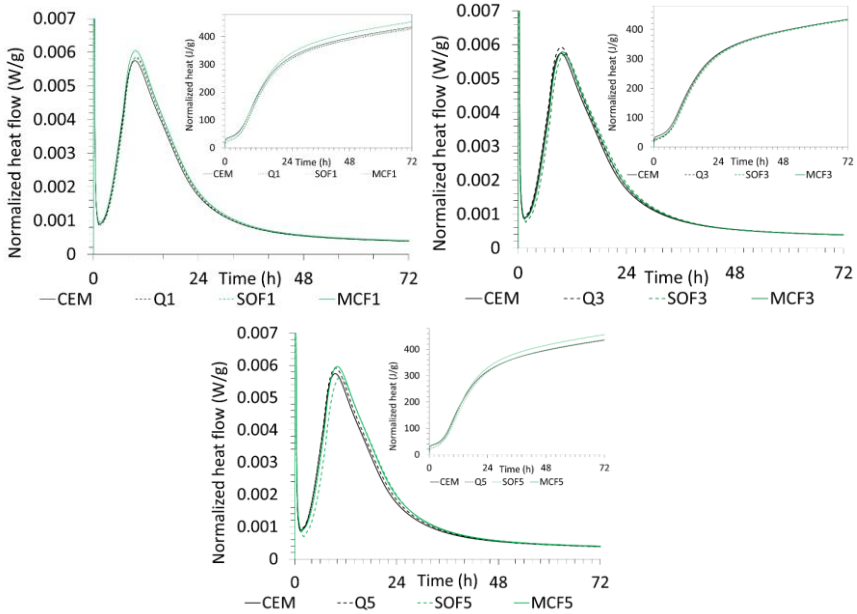 Normalized heat flow (W/g)
0.007
0.006
0.005
0.004
0.003
0.002
0.001
0
0 24 48 72
Time (h)
CEM Q1 SOF1 MCF1
Normalized heat (J/g)
400
300
200
100
0
0 24 48 72
Time (h)
CEM Q1 SOF1 MCF1
Normalized heat flow (W/g)
0.007
0.006
0.005
0.004
0.003
0.002
0.001
0
0 24 48 72
Time (h)
CEM Q3 SOF3 MCF3
Normalized heat (J/g)
400
300
200
100
0
0 24 48 72
Time (h)
CEM Q3 SOF3 MCF3
Normalized heat flow (W/g)
0.007
0.006
0.005
0.004
0.003
0.002
0.001
0
0 24 48 72
Time (h)
CEM Q5 SOF5 MCF5
Normalized heat (J/g)
400
300
200
100
0
0 24 48 72
Time (h)
CEM Q5 SOF5 MCF5